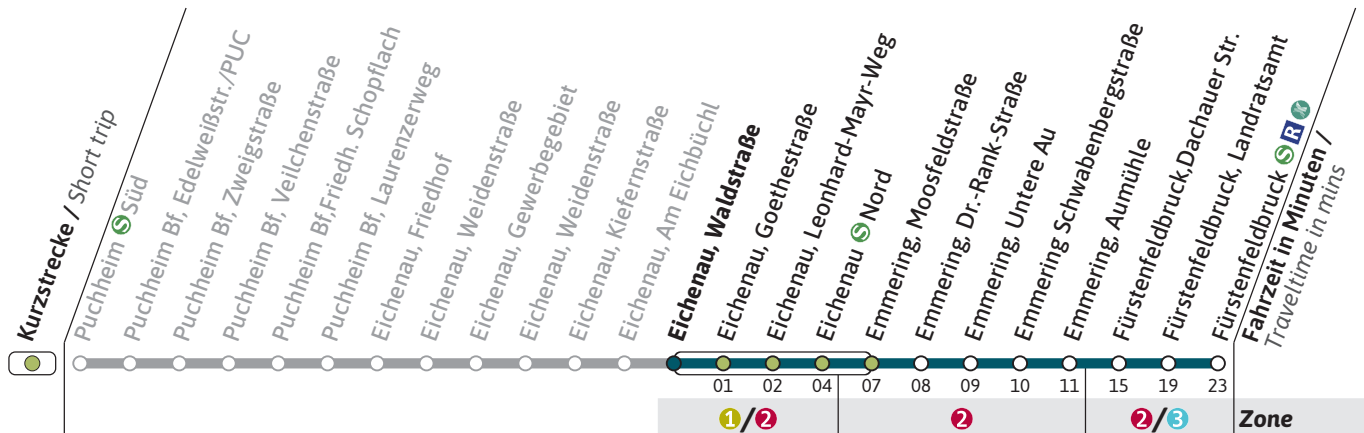 Kurzstrecke / Short trip
Puchheim S Süd
Puchheim Bf, Edelweißstr./PUC
Puchheim Bf, Zweigstraße
Puchheim Bf, Veilchenstraße
Puchheim Bf,Friedh. Schopflach
Puchheim Bf, Laurenzerweg
Eichenau, Friedhof
Eichenau, Weidenstraße
Eichenau, Gewerbegebiet
Eichenau, Weidenstraße
Eichenau, Kiefernstraße
Eichenau, Am Eichbüchl
Eichenau, Waldstraße
Eichenau, Goethestraße
Eichenau, Leonhard-Mayr-Weg
Eichenau S Nord
Emmering, Moosfeldstraße
Emmering, Dr.-Rank-Straße
Emmering, Untere Au
Emmering Schwabenbergstraße
Emmering, Aumühle
Fürstenfeldbruck,Dachauer Str.
Fürstenfeldbruck, Landratsamt
Fürstenfeldbruck S R
Fahrzeit in Minuten /
Traveltime in mins
01 02 04 07 08 09 10 11 15 19 23
1/2 2 2/3 Zone